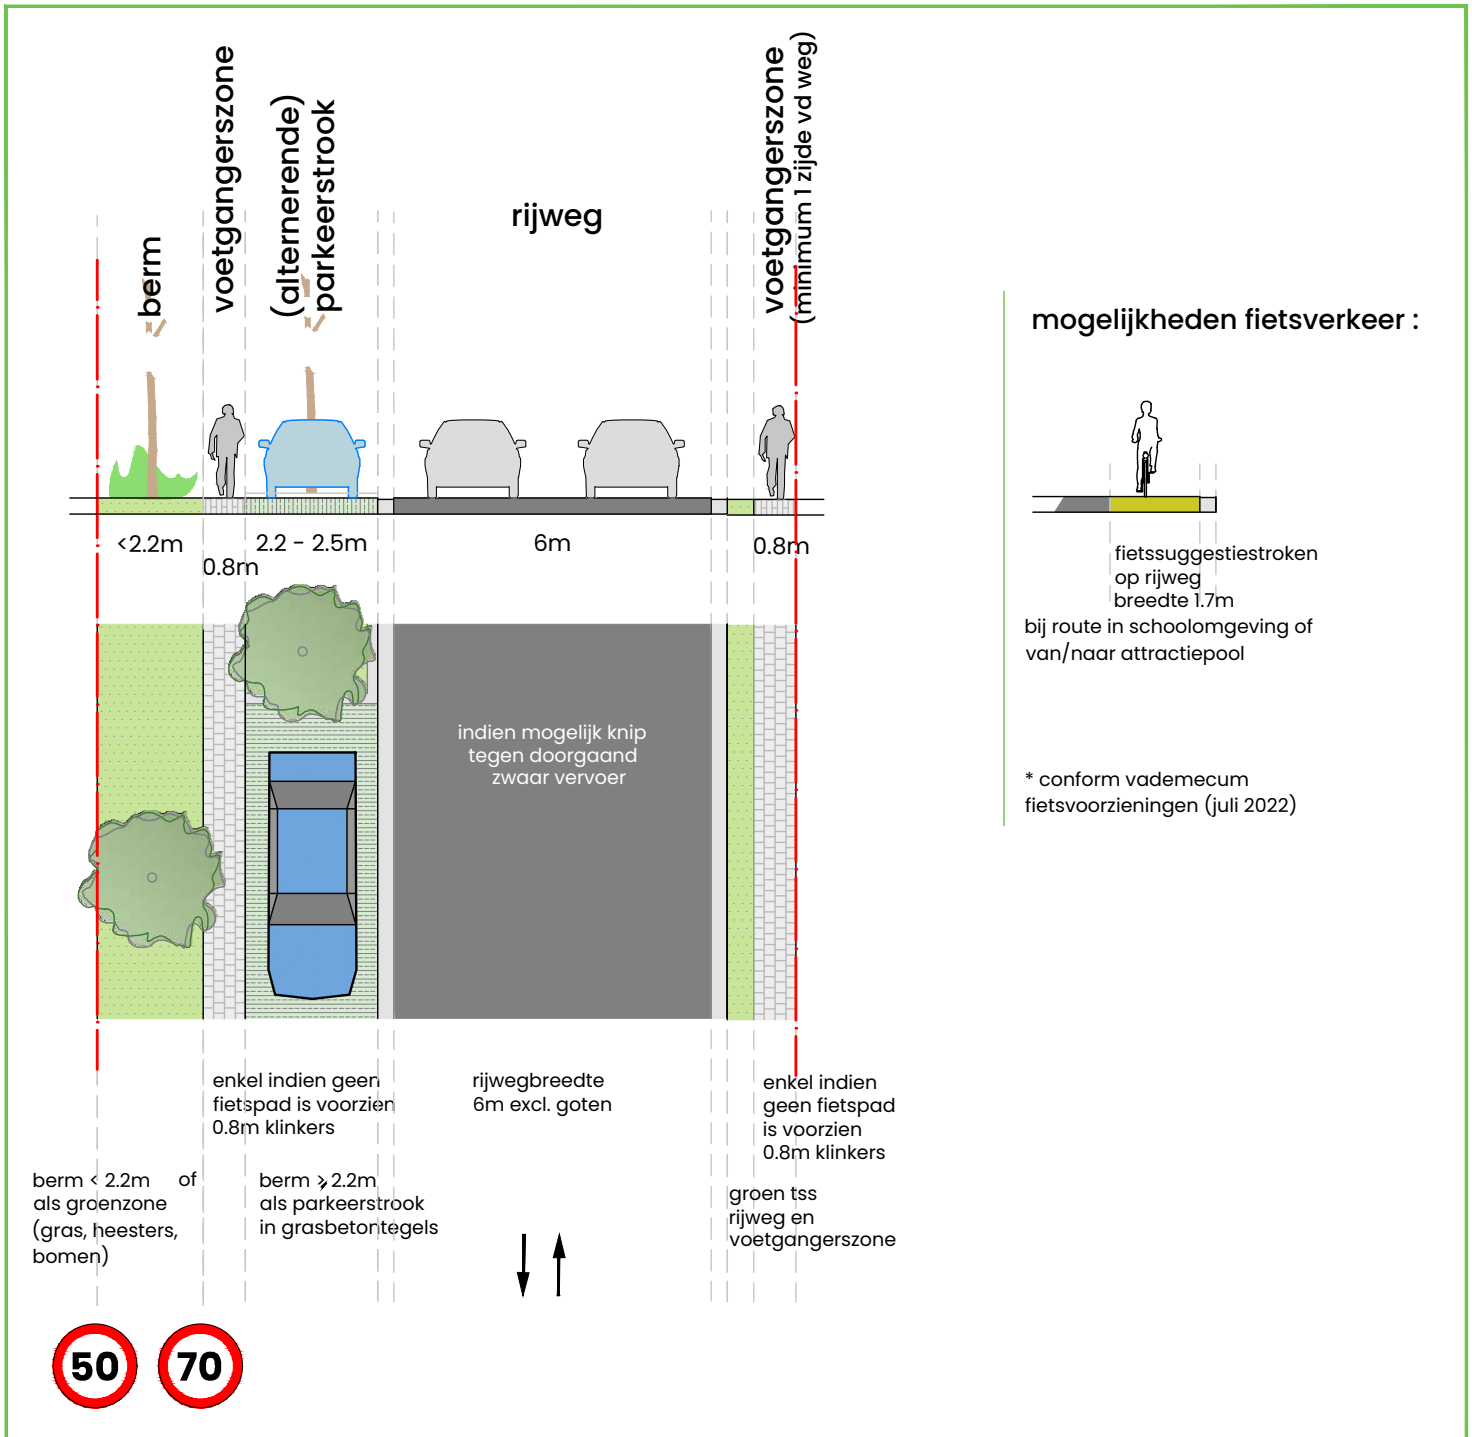 berm
voetgangerszone
(alternerende)
parkeerstrook
rijweg
voetgangerszone
(minimum 1 zijde vd weg)
<2.2m
0.8m
2.2 - 2.5m
6m
0.8m
indien mogelijk knip
tegen doorgaand
zwaar vervoer
enkel indien geen
fietspad is voorzien
0.8m klinkers
rijwegbreedte
6m excl. goten
enkel indien
geen fietspad
is voorzien
0.8m klinkers
berm < 2.2m of
als groenzone
(gras, heesters,
bomen)
berm ⩾ 2.2m
als parkeerstrook
in grasbetontegels
groen tss
rijweg en
voetgangerszone
50
70
mogelijkheden fietsverkeer :
fietssuggestiestroken
op rijweg
breedte 1.7m
bij route in schoolomgeving of
van/naar attractiepool
* conform vademecum
fietsvoorzieningen (juli 2022)